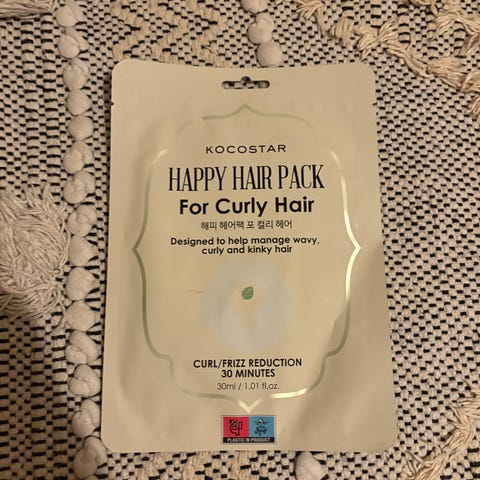 KOCOSTAR
HAPPY HAIR PACK
For Curly Hair
해피 헤어팩 포 컬리 헤어
Designed to help manage wavy,
curly and kinky hair
CURL/FRIZZ REDUCTION
30 MINUTES
30ml / 1.01 fl.oz.
PLASTIC IN PRODUCT